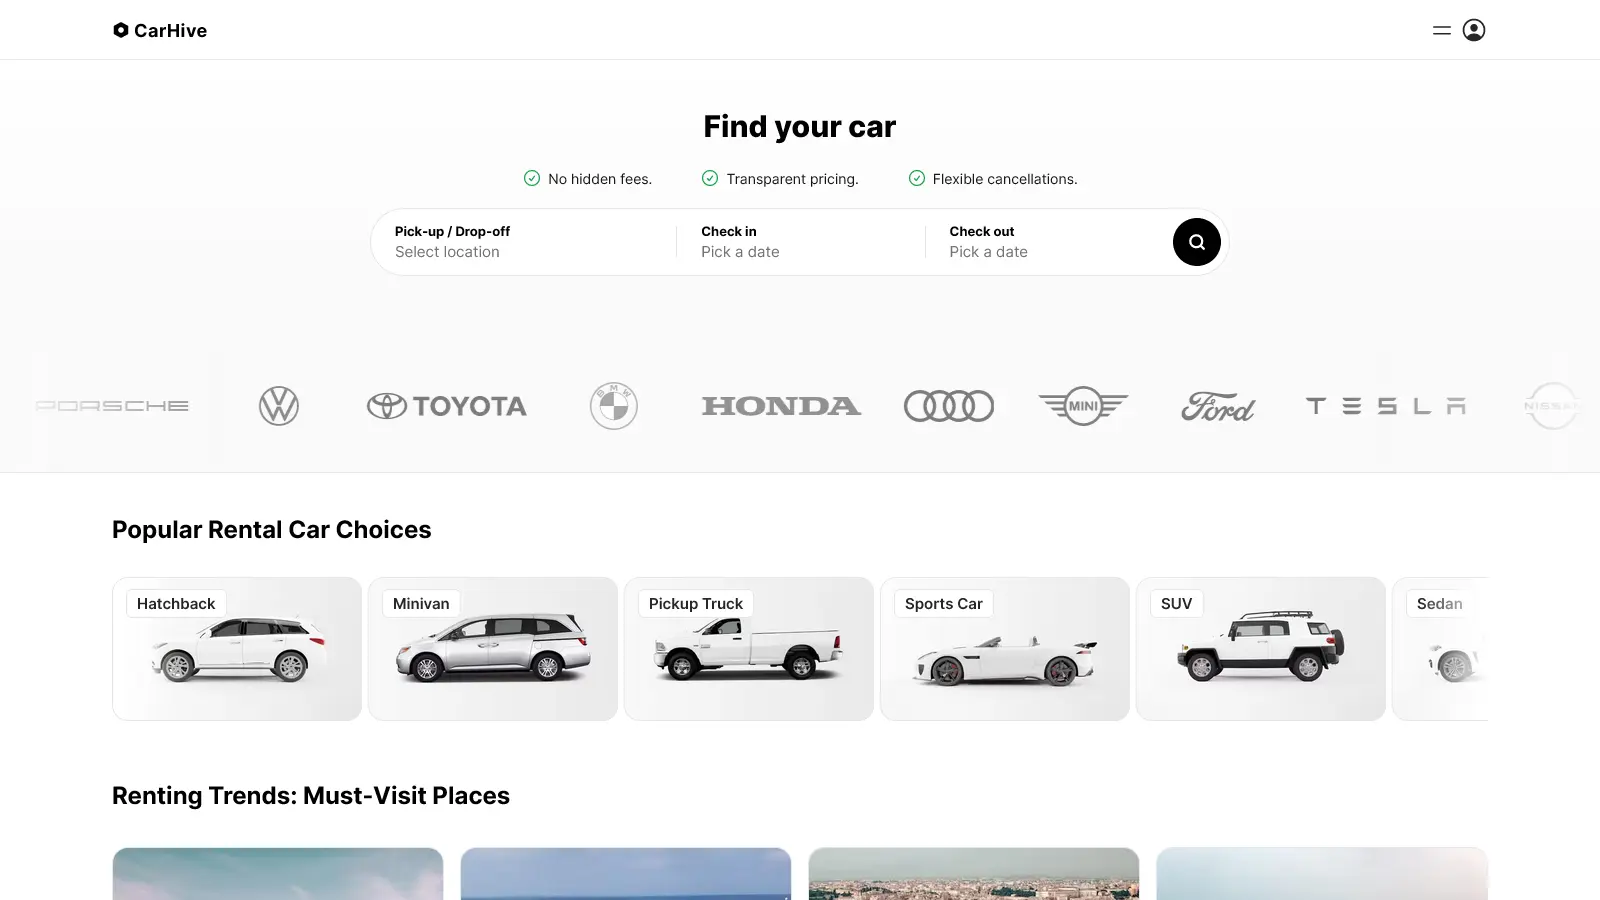 CarHive
Find your car
No hidden fees. Transparent pricing. Flexible cancellations.
Pick-up / Drop-off Check in Check out
Select location Pick a date Pick a date
PORSCHE TOYOTA BMW HONDA MINI Ford TESLA NISSAN
Popular Rental Car Choices
Hatchback Minivan Pickup Truck Sports Car SUV Sedan
Renting Trends: Must-Visit Places